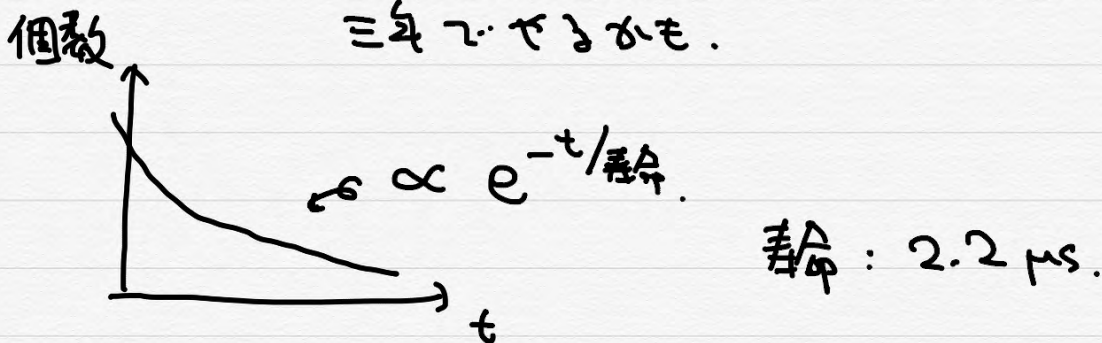 個数
三年でやるかも.
∝ e^{-t/寿命}.
寿命 : 2.2 μs.
t